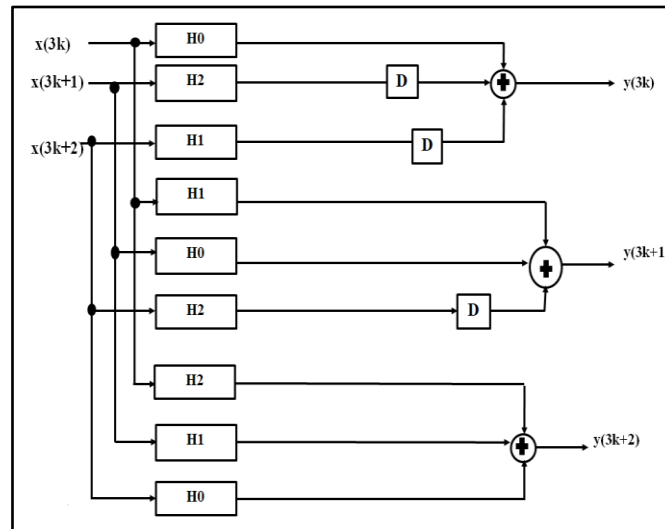 x(3k)
H0
x(3k+1)
H2
D
y(3k)
x(3k+2)
H1
D
H1
H0
y(3k+1
H2
D
H2
H1
y(3k+2)
H0